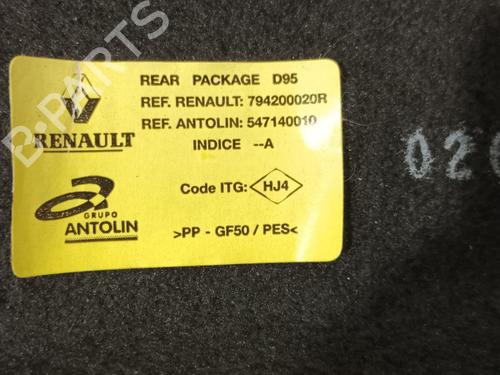 REAR PACKAGE D95
REF. RENAULT: 794200020R
REF. ANTOLIN: 547140010
INDICE --A
Code ITG: HJ4
>PP - GF50 / PES<
RENAULT
GRUPO
ANTOLIN
B-PARTS